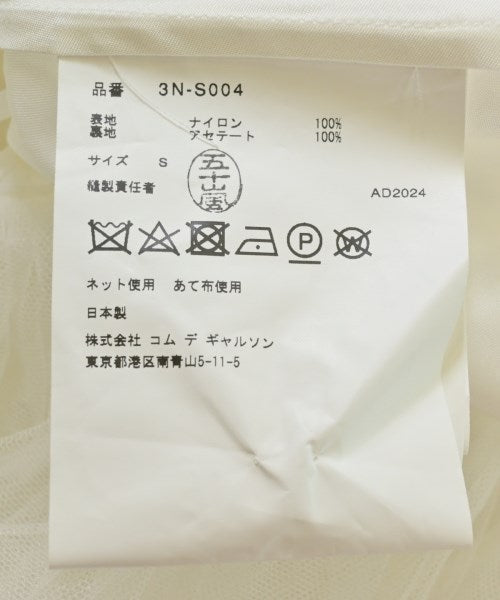 品番 3N-S004
表地 ナイロン 100%
裏地 アセテート 100%
サイズ S
縫製責任者 五十嵐
AD2024
P
W
ネット使用 あて布使用
日本製
株式会社 コム デ ギャルソン
東京都港区南青山5-11-5